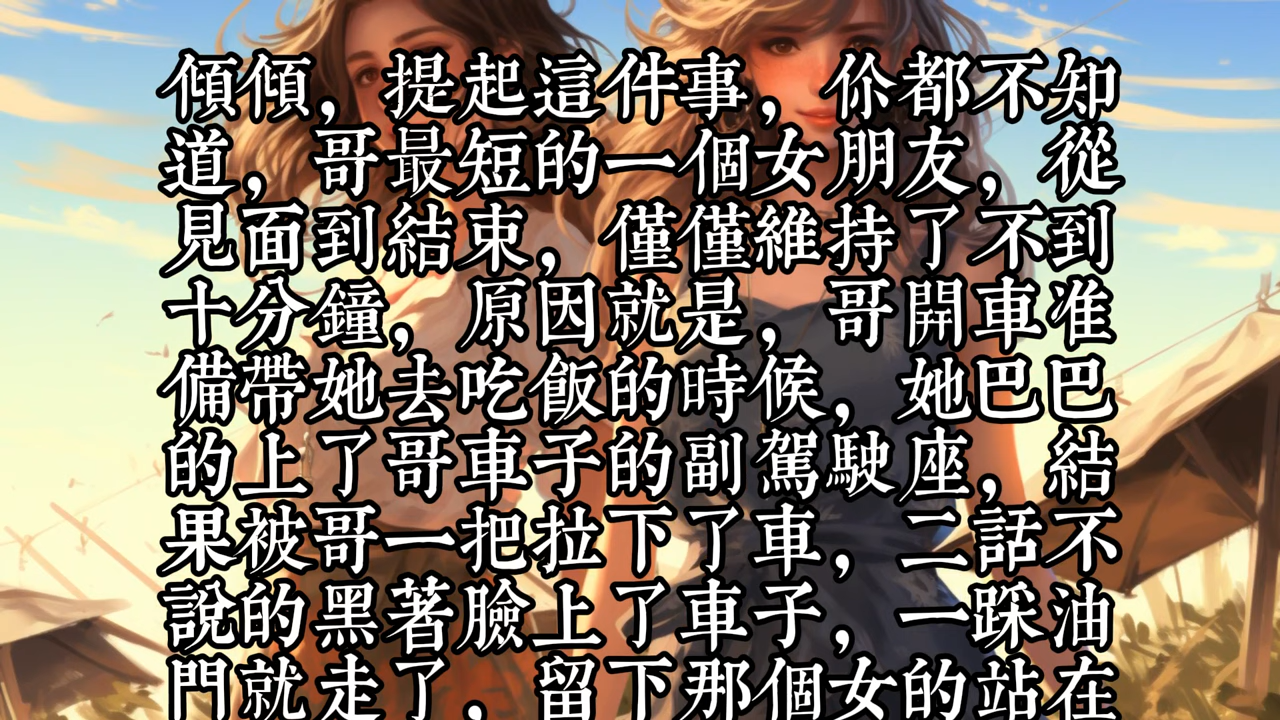 傾傾，提起這件事，你都不知
道，哥最短的一個女朋友，從
見面到結束，僅僅維持了不到
十分鐘，原因就是，哥開車准
備帶她去吃飯的時候，她巴巴
的上了哥車子的副駕駛座，結
果被哥一把拉下了車，二話不
說的黑著臉上了車子，一踩油
門就走了，留下那個女的站在